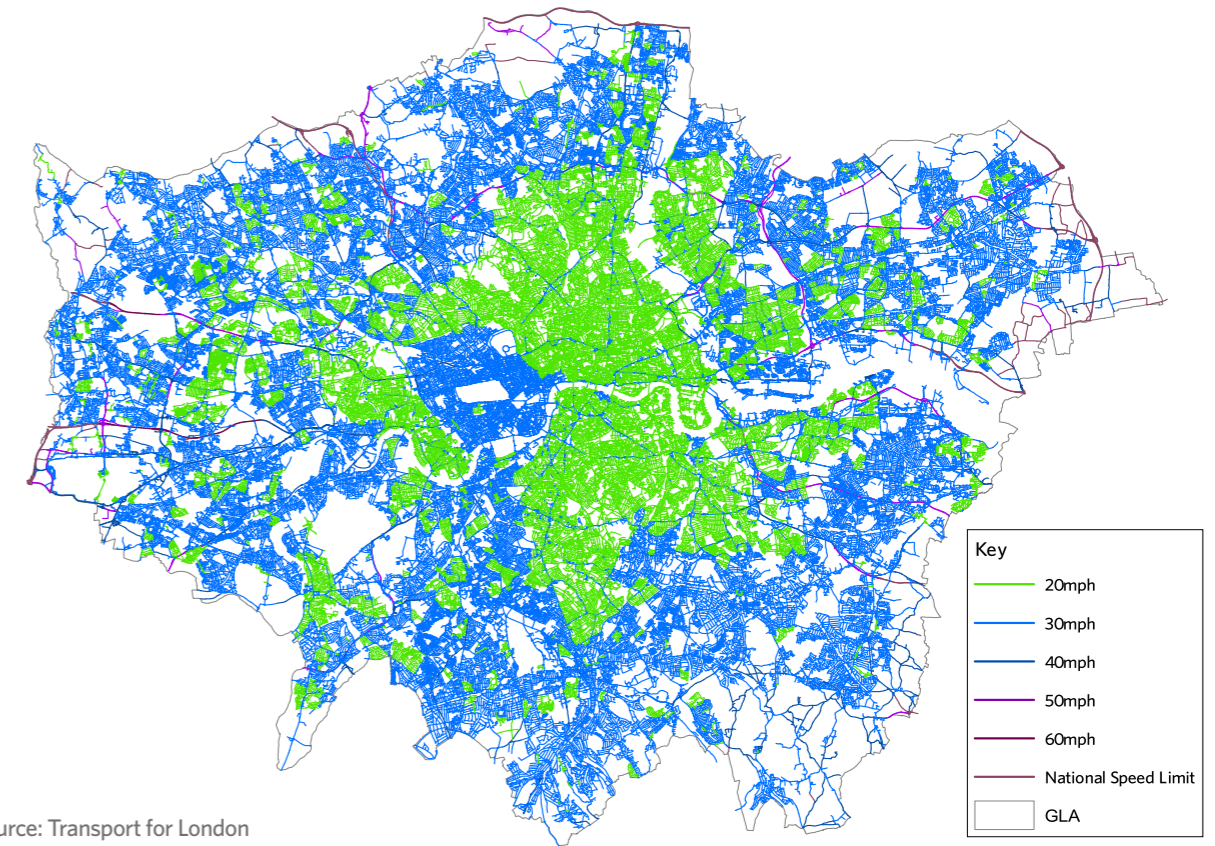 Key
20mph
30mph
40mph
50mph
60mph
National Speed Limit
GLA
urce: Transport for London